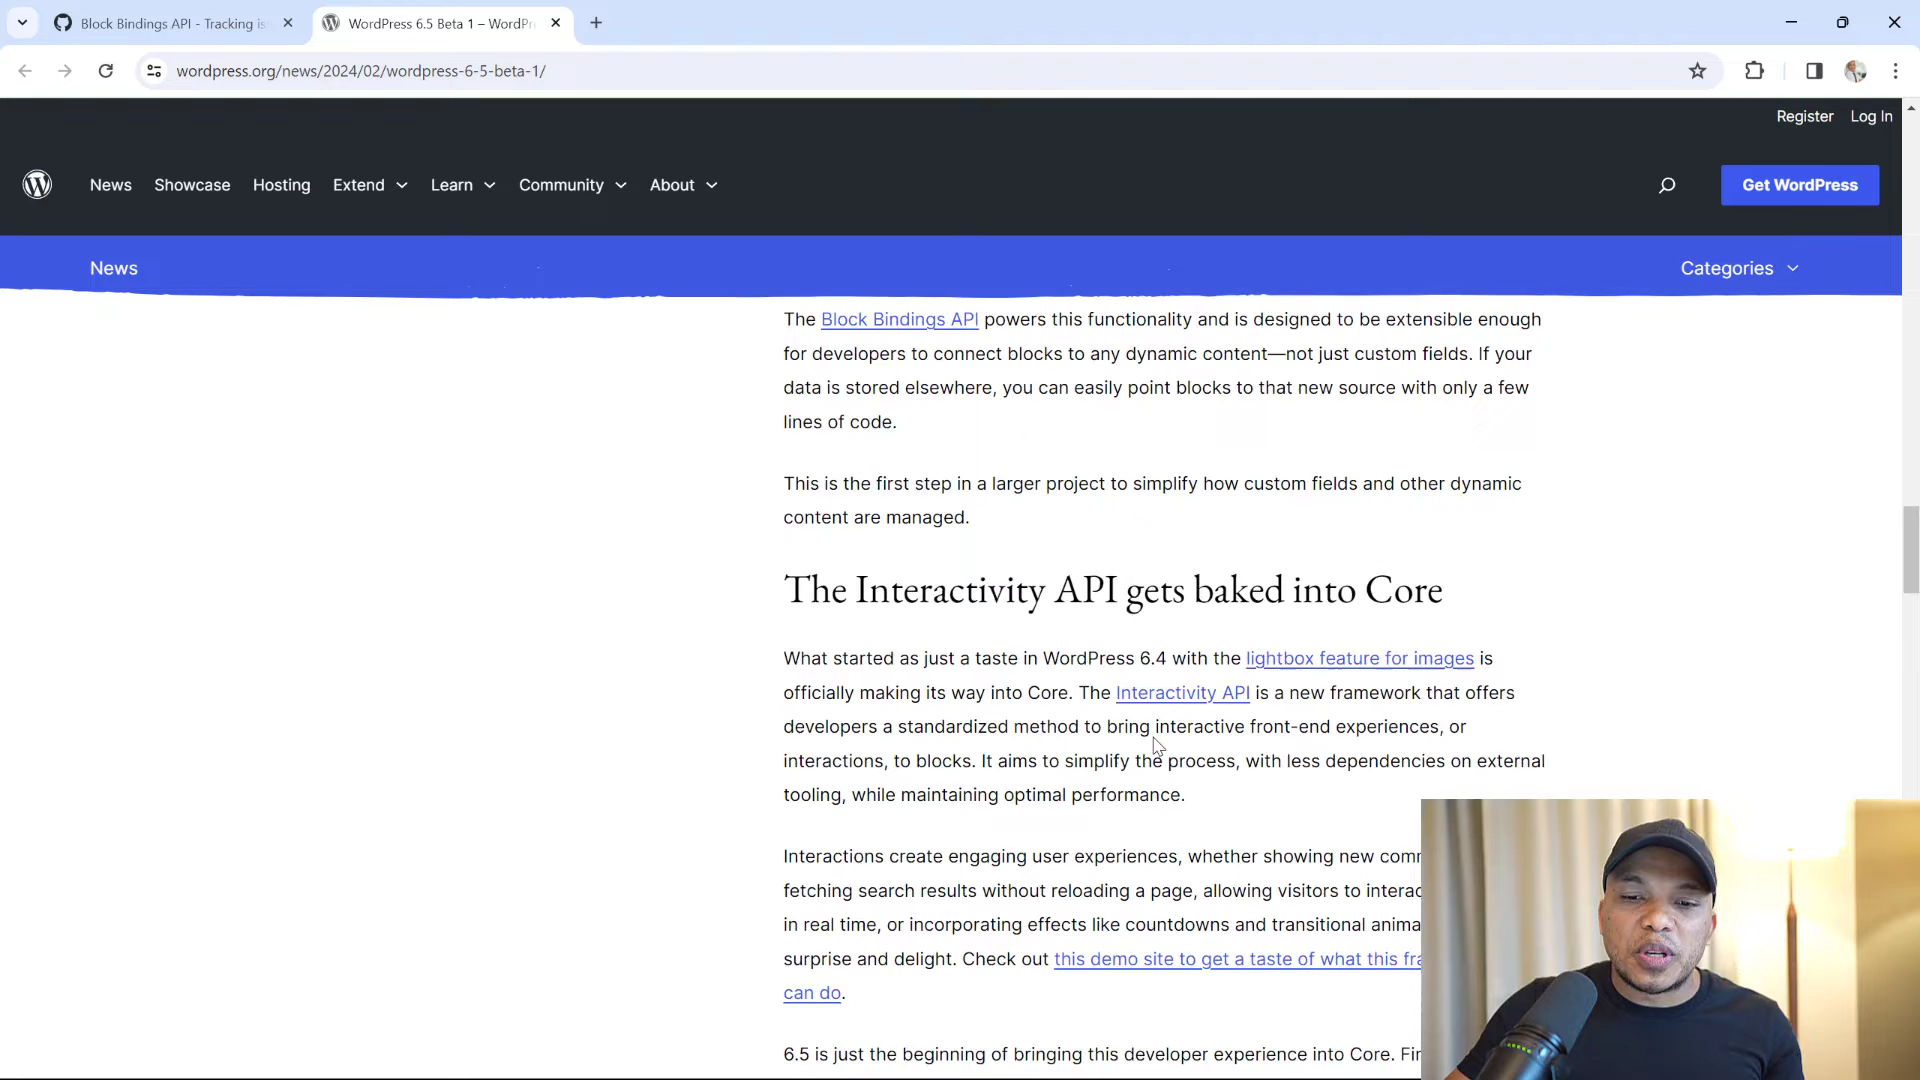 Block Bindings API - Tracking is
WordPress 6.5 Beta 1 – WordPr
wordpress.org/news/2024/02/wordpress-6-5-beta-1/
Register Log In
News Showcase Hosting Extend Learn Community About
Get WordPress
News
Categories
The Block Bindings API powers this functionality and is designed to be extensible enough
for developers to connect blocks to any dynamic content—not just custom fields. If your
data is stored elsewhere, you can easily point blocks to that new source with only a few
lines of code.
This is the first step in a larger project to simplify how custom fields and other dynamic
content are managed.
The Interactivity API gets baked into Core
What started as just a taste in WordPress 6.4 with the lightbox feature for images is
officially making its way into Core. The Interactivity API is a new framework that offers
developers a standardized method to bring interactive front-end experiences, or
interactions, to blocks. It aims to simplify the process, with less dependencies on external
tooling, while maintaining optimal performance.
Interactions create engaging user experiences, whether showing new comm
fetching search results without reloading a page, allowing visitors to interac
in real time, or incorporating effects like countdowns and transitional anima
surprise and delight. Check out this demo site to get a taste of what this fra
can do.
6.5 is just the beginning of bringing this developer experience into Core. Fin